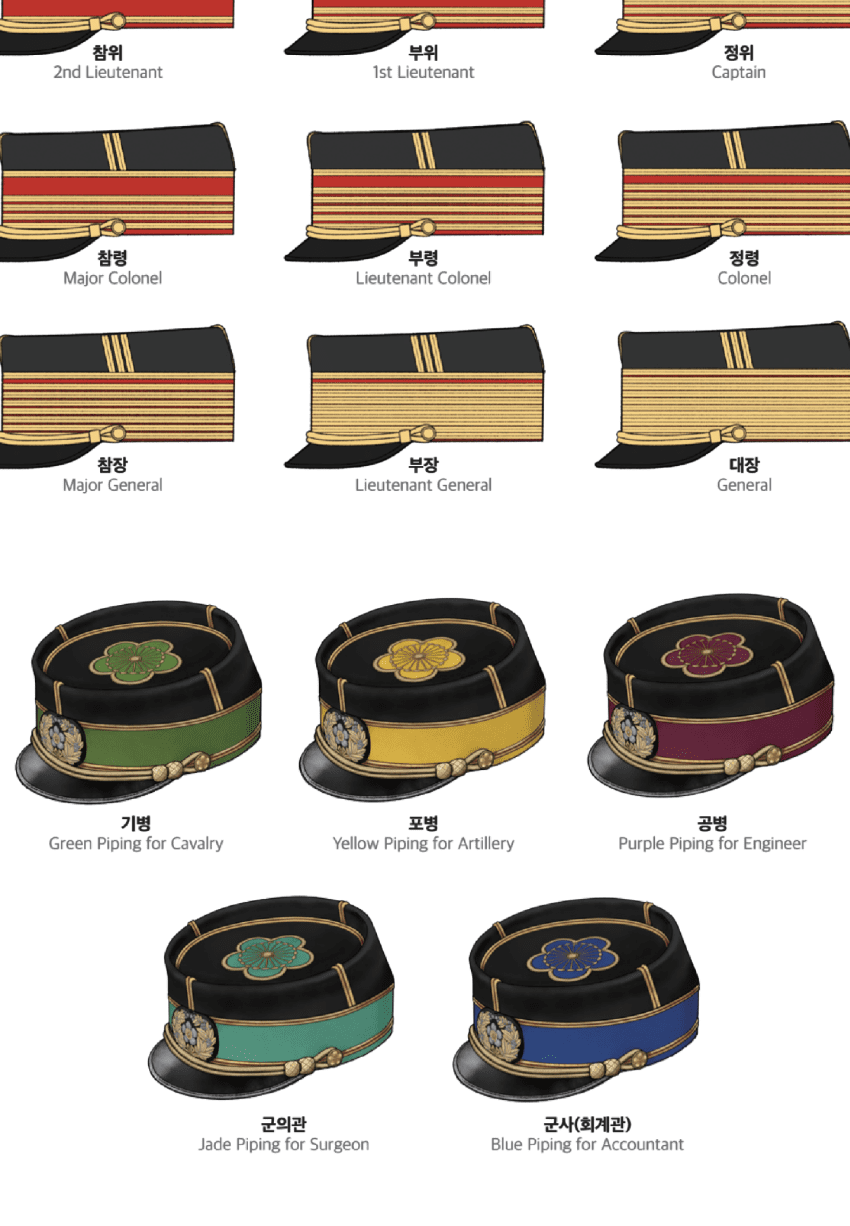 참위
2nd Lieutenant
부위
1st Lieutenant
정위
Captain
참령
Major Colonel
부령
Lieutenant Colonel
정령
Colonel
참장
Major General
부장
Lieutenant General
대장
General
기병
Green Piping for Cavalry
포병
Yellow Piping for Artillery
공병
Purple Piping for Engineer
군의관
Jade Piping for Surgeon
군사(회계관)
Blue Piping for Accountant